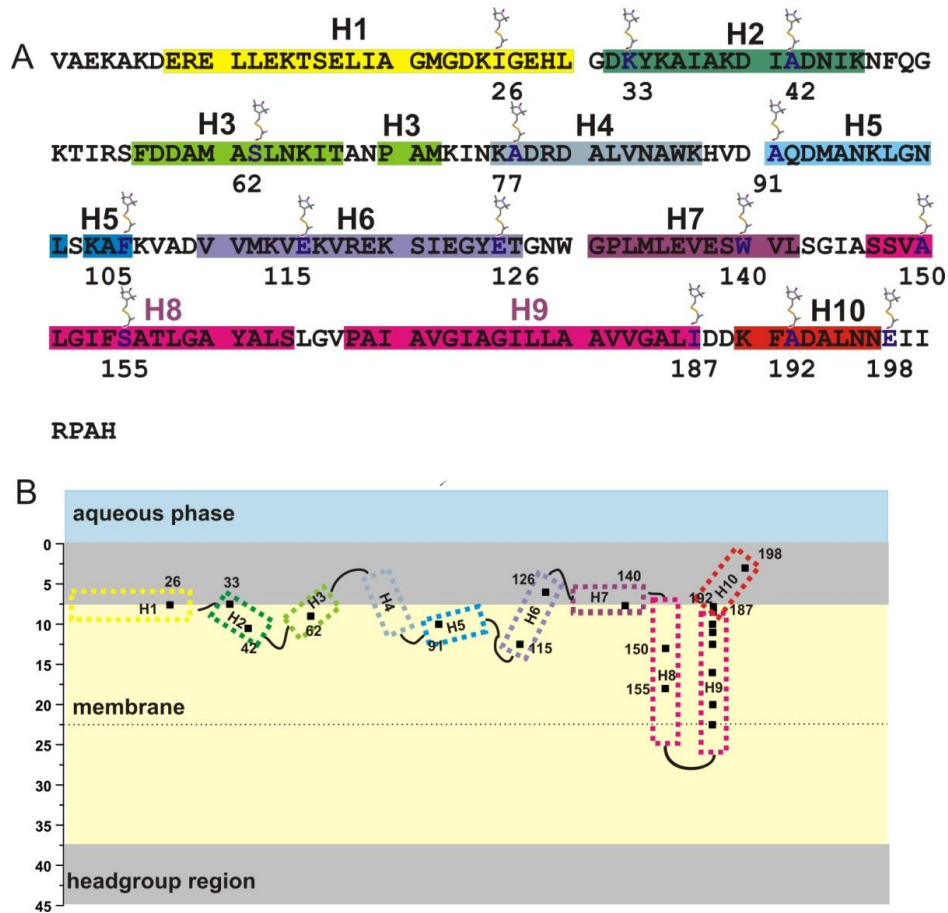 A
H1 H2
VAEKAKDERE LLEKTSELIA GMGDKIGEHL GDKYKAIAKD IADNIKNFQG
26 33 42
H3 H3 H4 H5
KTIRSFDDAM ASLNKITANP AMKINKADRD ALVNAWKHVD AQDMANKLGN
62 77 91
H5 H6 H7
LSKAFKVADV VMKVEKVREK SIEGYETGNW GPLMLEVESW VLSGIASSVA
105 115 126 140 150
H8 H9 H10
LGIFSATLGA YALSLGVPAI AVGIAGILLA AVVGALIDDK FADALNNEII
155 187 192 198
RPAH
B
aqueous phase
0
198
26 33 126 140
5
H3 H10
192
H1 H4 187
H2 H5 H6 H7
62
10
42 91 115
150
membrane
15
155 H8 H9
20
25
30
35
40
headgroup region
45